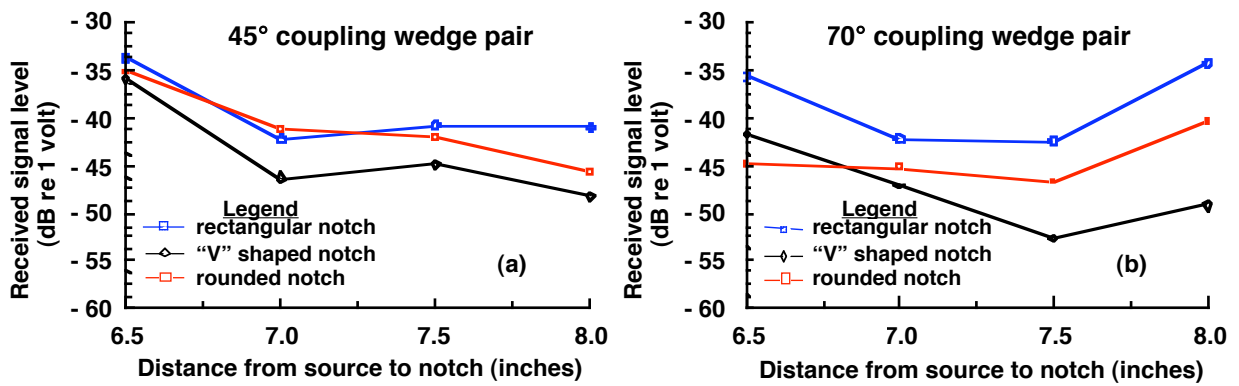 45° coupling wedge pair
Received signal level
(dB re 1 volt)
- 30
- 35
- 40
- 45
- 50
- 55
- 60
Legend
rectangular notch
“V” shaped notch
rounded notch
(a)
6.5 7.0 7.5 8.0
Distance from source to notch (inches)
70° coupling wedge pair
Received signal level
(dB re 1 volt)
- 30
- 35
- 40
- 45
- 50
- 55
- 60
Legend
rectangular notch
“V” shaped notch
rounded notch
(b)
6.5 7.0 7.5 8.0
Distance from source to notch (inches)